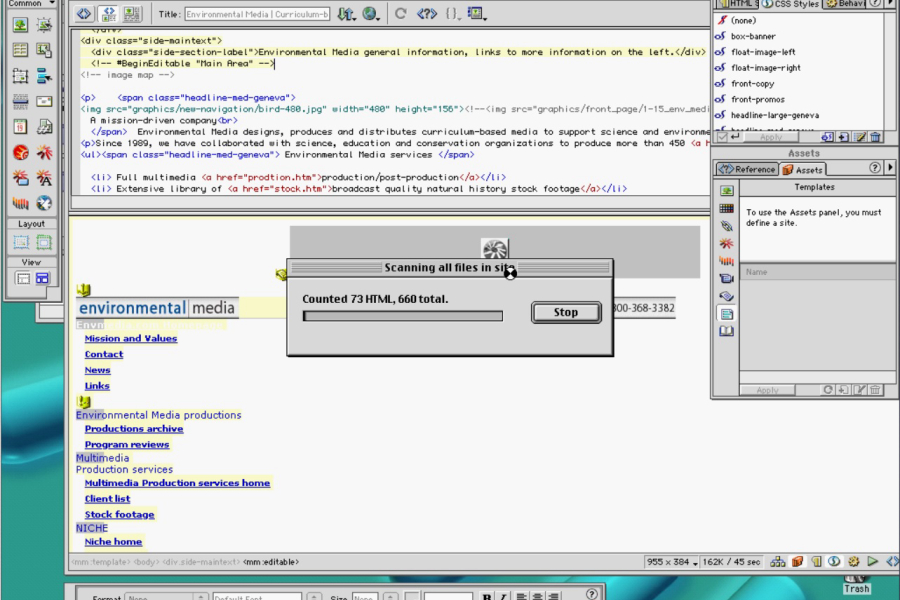 Common
Title: Environmental Media | Curriculum-b
HTML S
CSS Styles
Behavi
</div>
<div class="side-maintext">
<div class="side-section-label">Environmental Media general information, links to more information on the left.</div>
<!-- #BeginEditable "Main Area" -->
<!-- image map -->
<p> <span class="headline-med-geneva">
<img src="graphics/new-navigation/bird-480.jpg" width="480" height="156"><!--<img src="graphics/front_page/1-15_env_medi
A mission-driven company<br>
</span> Environmental Media designs, produces and distributes curriculum-based media to support science and environme
<p>Since 1989, we have collaborated with science, education and conservation organizations to produce more than 450 <a h
<ul><span class="headline-med-geneva"> Environmental Media services </span>
<li> Full multimedia <a href="prodtion.htm">production/post-production</a></li>
<li> Extensive library of <a href="stock.htm">broadcast quality natural history stock footage</a></li>
(none)
box-banner
float-image-left
float-image-right
front-copy
front-promos
headline-large-geneva
Apply
Assets
Reference
Assets
Templates
To use the Assets panel, you must
define a site.
Name
Apply
Layout
View
Scanning all files in site
Counted 73 HTML, 660 total.
Stop
environmental media
800-368-3382
Mission and Values
Contact
News
Links
Environmental Media productions
Productions archive
Program reviews
Multimedia
Production services
Multimedia Production services home
Client list
Stock footage
NICHE
Niche home
<mm:template> <body> <div.side-maintext> <mm:editable>
955 x 384
162K / 45 sec
Format None
Default Font
Size None
B I
Trash